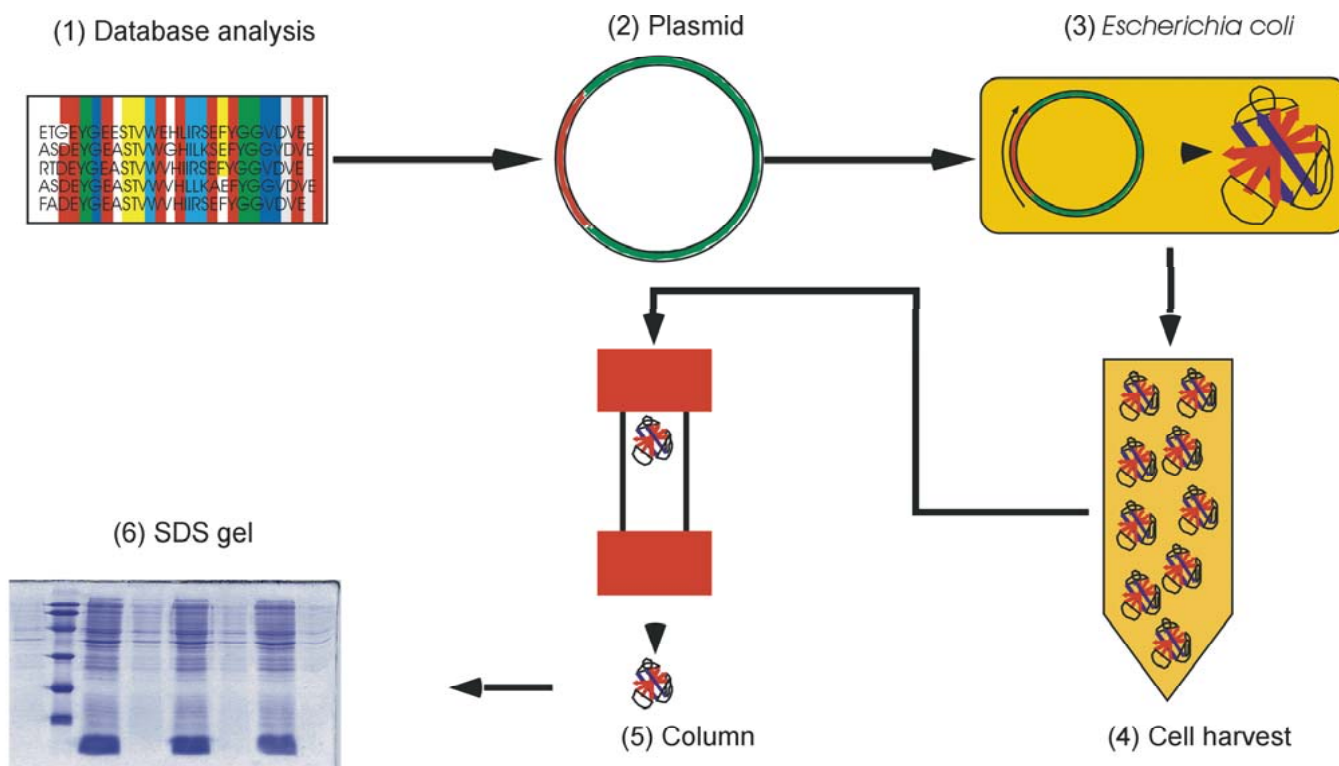 (1) Database analysis
(2) Plasmid
(3) Escherichia coli
ETGEYGEESTVWEHLIRSEFYGGVDVE
ASDEYGEASTVWGHILKSEFYGGVDVE
RTDEYGEASTVWVHIIRSEFYGGVDVE
ASDEYGEASTVWVHLLKAEFYGGVDVE
FADEYGEASTVWVHIIRSEFYGGVDVE
(6) SDS gel
(5) Column
(4) Cell harvest